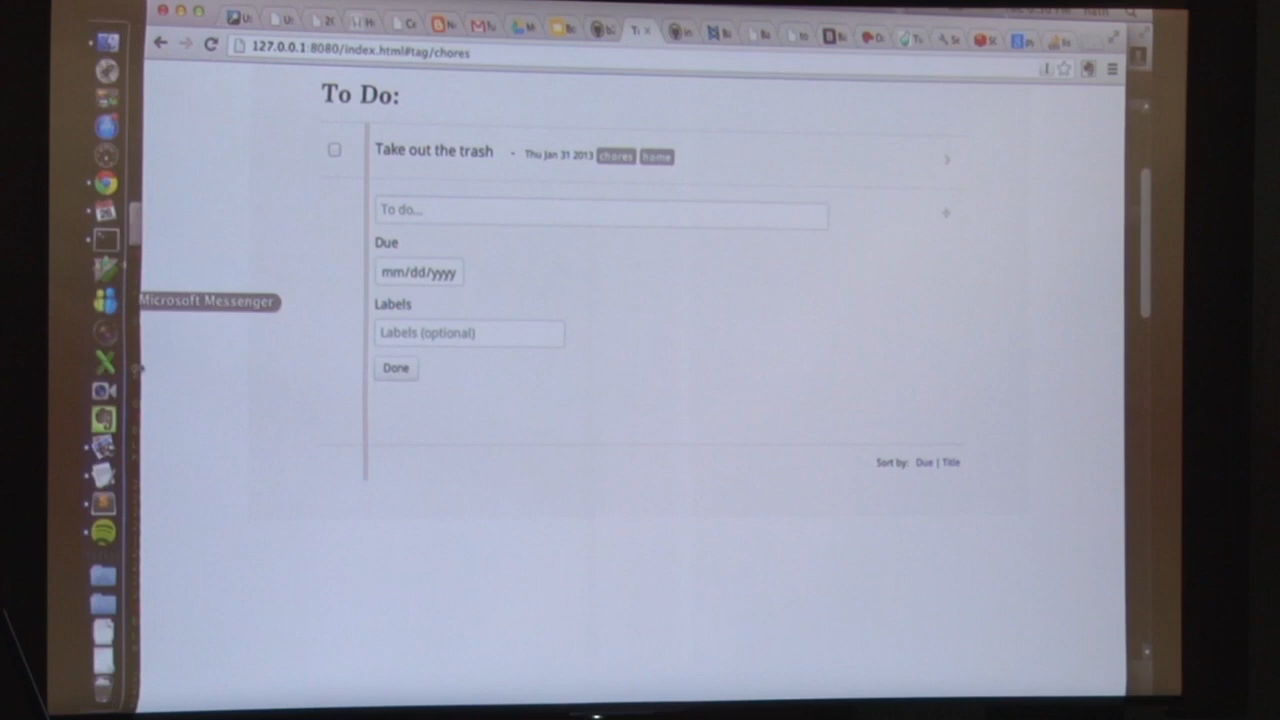 127.0.0.1:8080/index.html#tag/chores
To Do:
Take out the trash - Thu Jan 31 2013 chores home
To do...
Due
mm/dd/yyyy
Microsoft Messenger
Labels
Labels (optional)
Done
Sort by: Due | Title